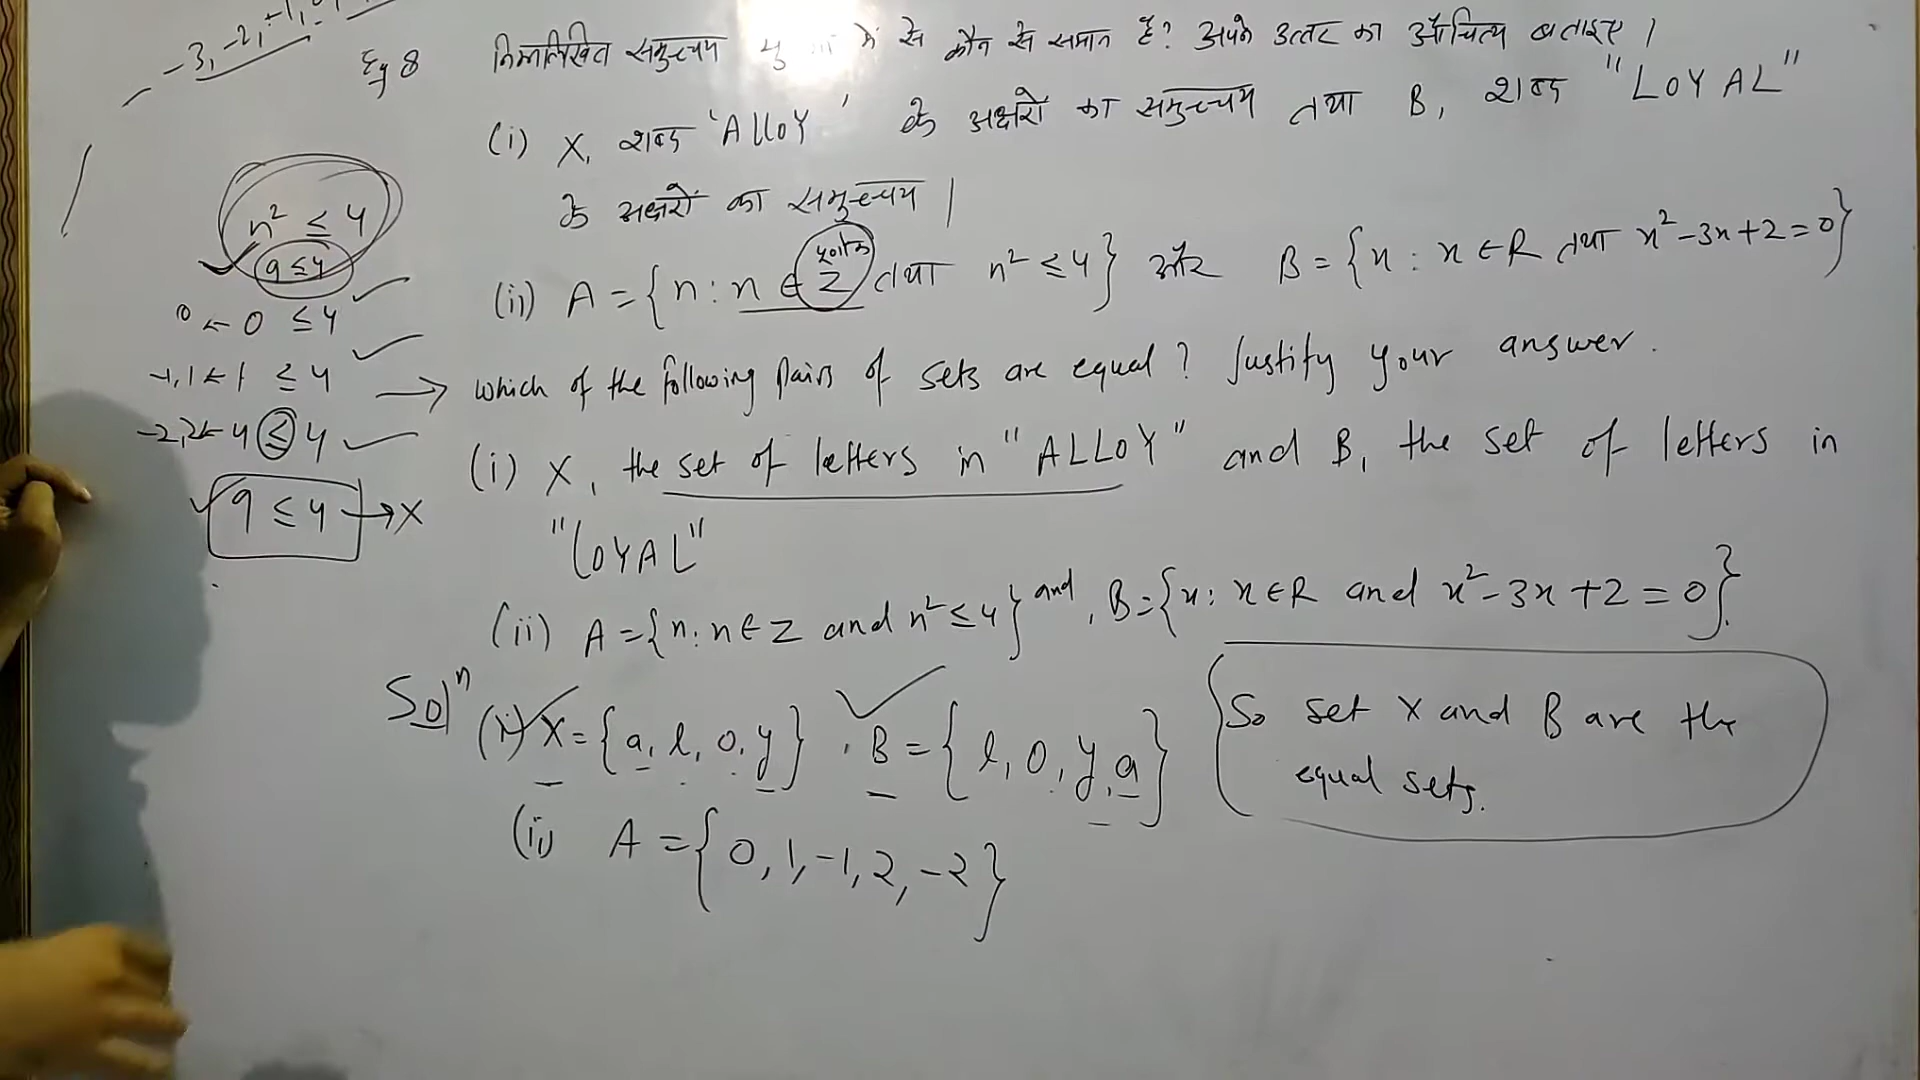 -3, -2, -1,
Eg 8 निम्नलिखित समुच्चय में से कौन से समान है? अपने उत्तर का औचित्य बताइए।
(i) X, शब्द 'ALLOY' के अक्षरों का समुच्चय तथा B, शब्द "LOYAL"
के अक्षरों का समुच्चय।
(ii) A = {n : n ∈ Z तथा n² ≤ 4} और B = {x : x ∈ R तथा x² - 3x + 2 = 0}
पूर्णांक
n² ≤ 4
9 ≤ 4
0 ← 0 ≤ 4
-1, 1 ← 1 ≤ 4
-2, 2 ← 4 ≤ 4
9 ≤ 4 → X
→ which of the following pairs of sets are equal? Justify your answer.
(i) X, the set of letters in "ALLOY" and B, the set of letters in
"LOYAL"
(ii) A = {n : n ∈ Z and n² ≤ 4} and, B = {x : x ∈ R and x² - 3x + 2 = 0}.
Solⁿ (i) X = {a, l, o, y}, B = {l, o, y, a}
So set X and B are the
equal sets.
(ii) A = {0, 1, -1, 2, -2}